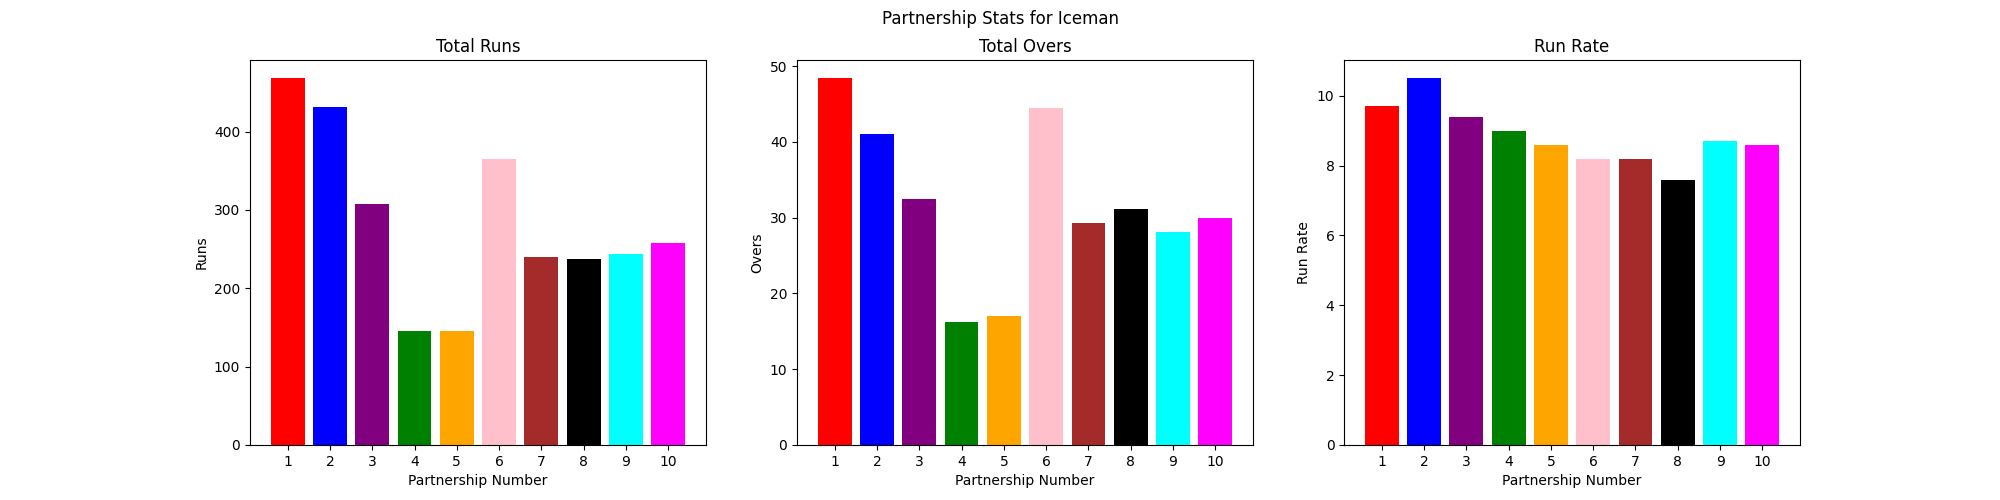 Partnership Stats for Iceman
Total Runs
Runs
400
300
200
100
0
1 2 3 4 5 6 7 8 9 10
Partnership Number
Total Overs
Overs
50
40
30
20
10
0
1 2 3 4 5 6 7 8 9 10
Partnership Number
Run Rate
Run Rate
10
8
6
4
2
0
1 2 3 4 5 6 7 8 9 10
Partnership Number